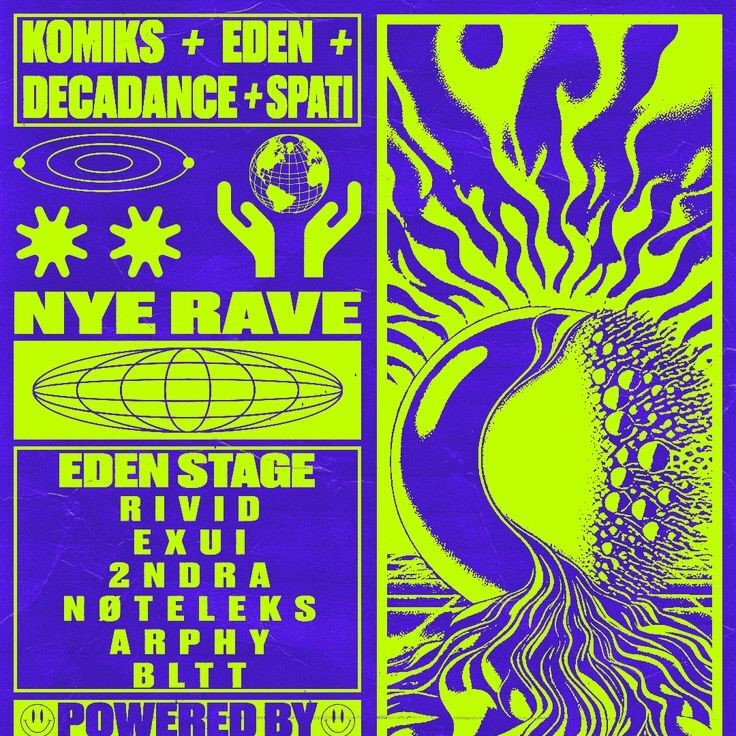 KOMIKS + EDEN +
DECADANCE + SPATI
NYE RAVE
EDEN STAGE
RIVID
EXUI
2NDRA
NØTELEKS
ARPHY
BLTT
POWERED BY